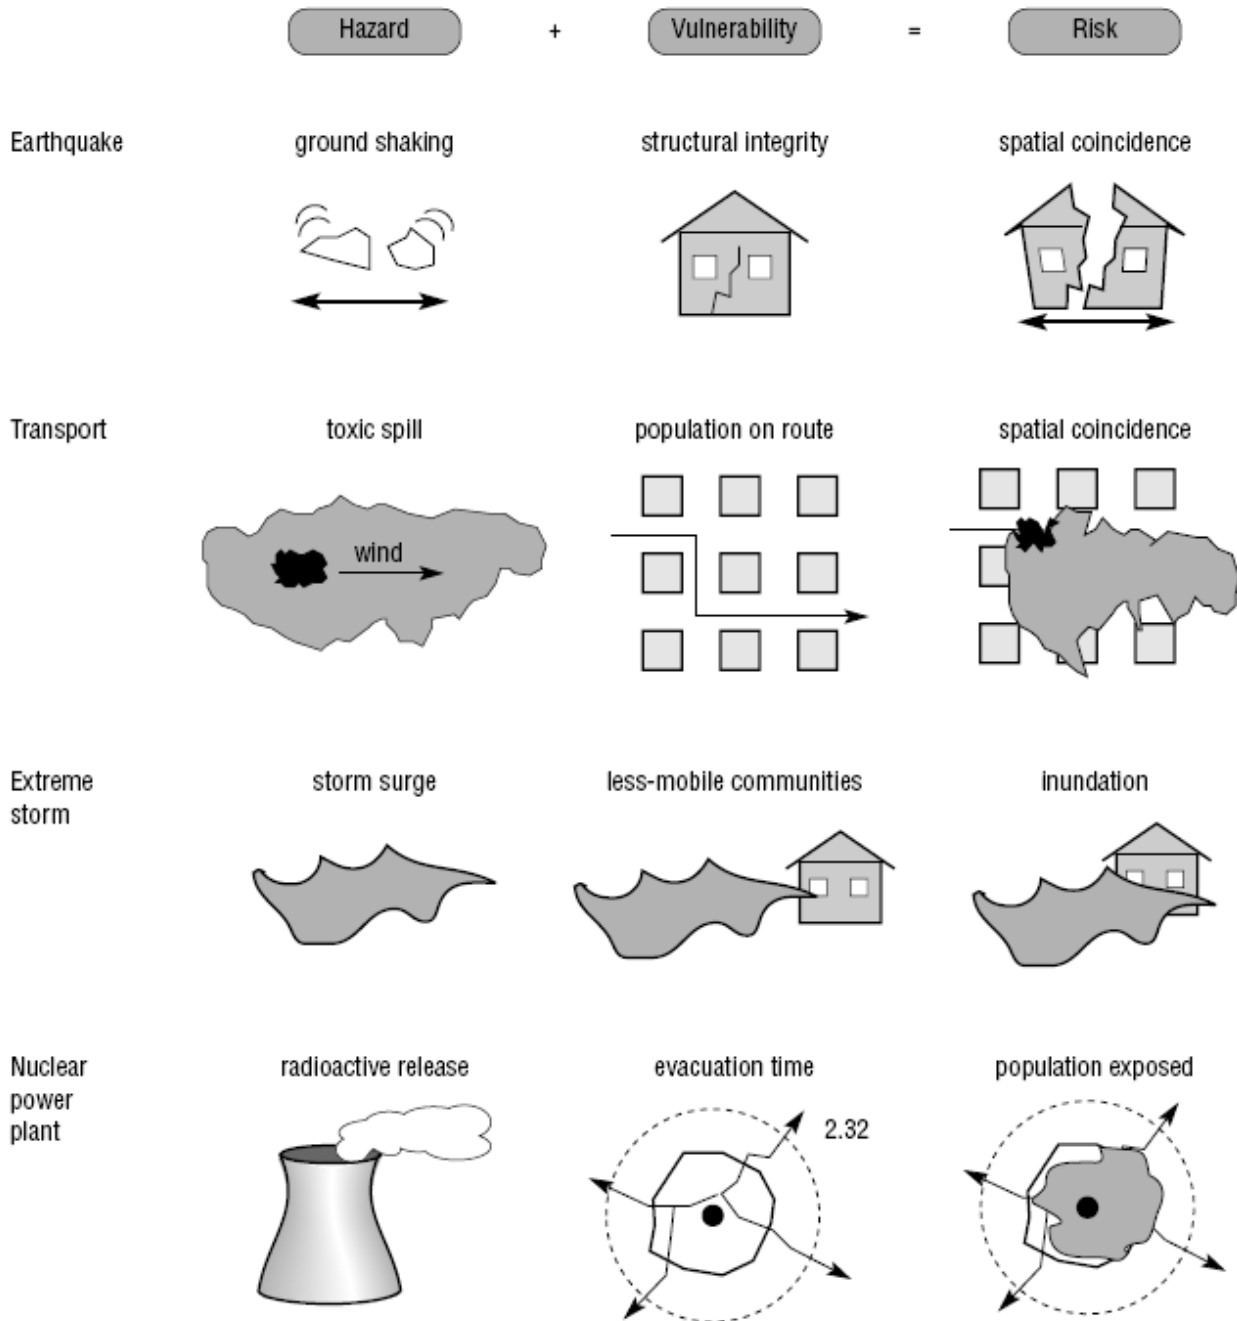 Hazard + Vulnerability = Risk
Earthquake ground shaking structural integrity spatial coincidence
Transport toxic spill population on route spatial coincidence
wind
Extreme storm surge less-mobile communities inundation
storm
Nuclear radioactive release evacuation time population exposed
power
plant 2.32